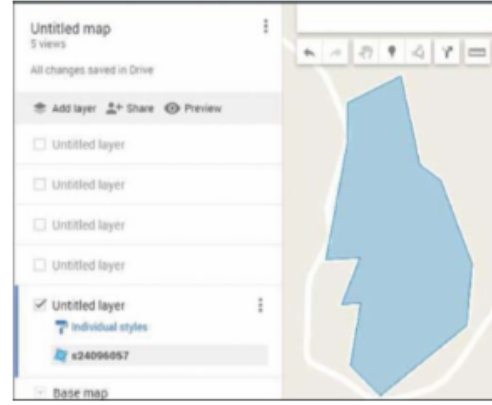 Untitled map
5 views
All changes saved in Drive
Add layer Share Preview
Untitled layer
Untitled layer
Untitled layer
Untitled layer
Untitled layer
Individual styles
s24096057
Base map